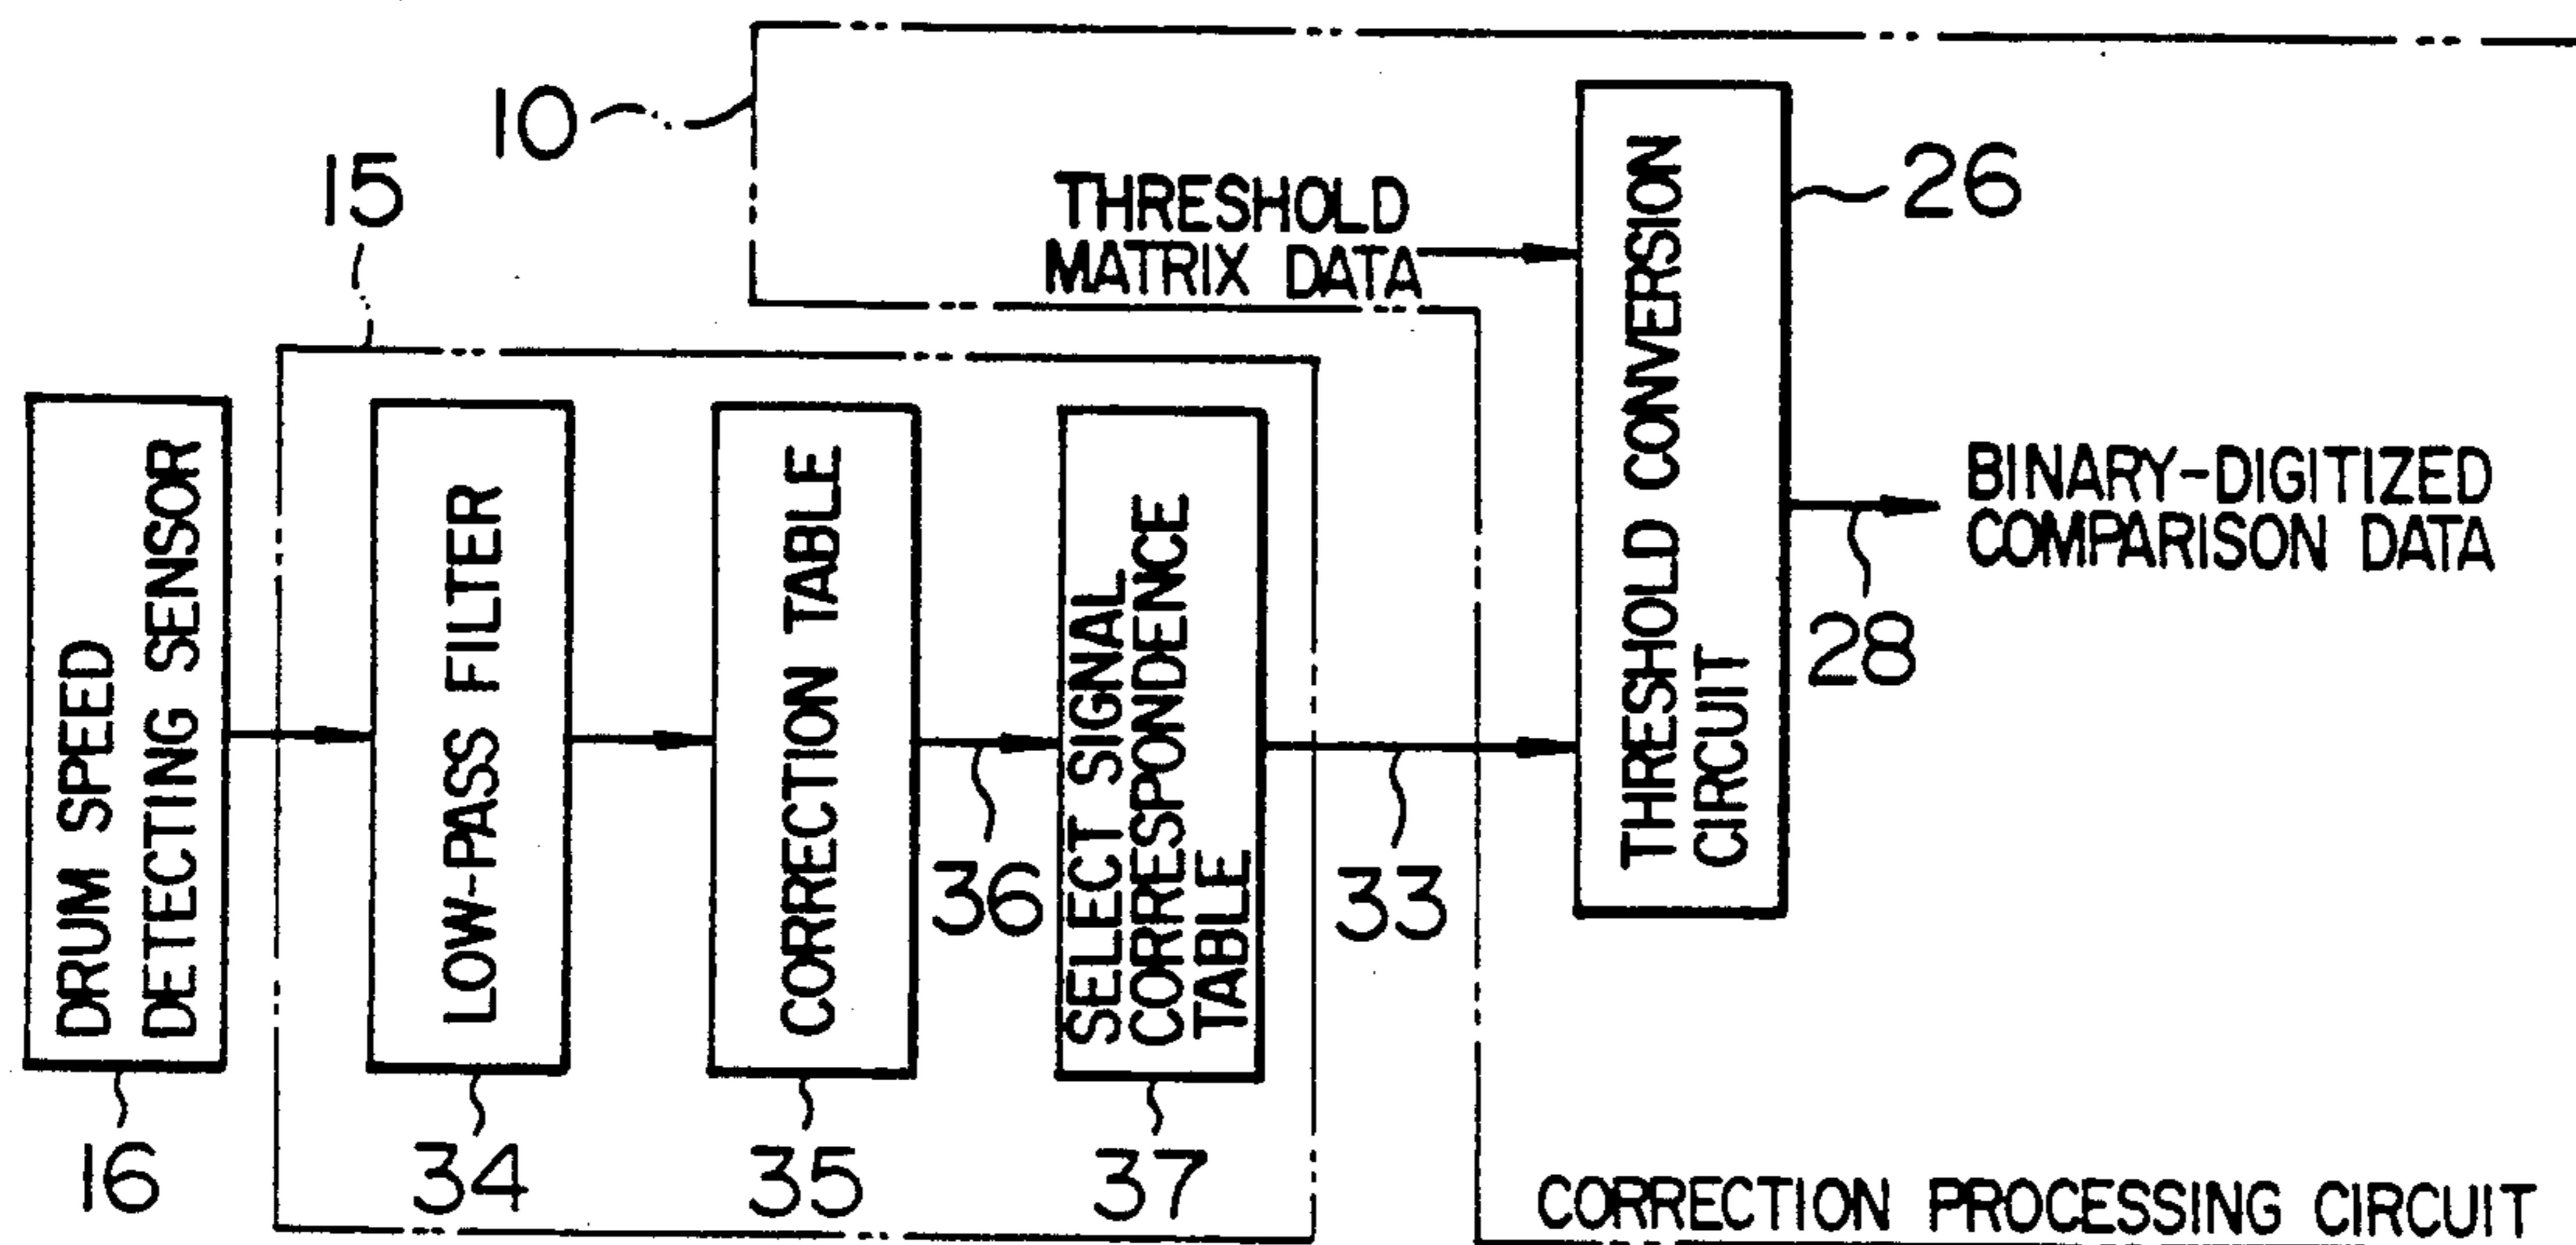 10
15
THRESHOLD
MATRIX DATA
THRESHOLD CONVERSION
CIRCUIT
26
BINARY-DIGITIZED
COMPARISON DATA
28
DRUM SPEED
DETECTING SENSOR
LOW-PASS FILTER
CORRECTION TABLE
36
SELECT SIGNAL
CORRESPONDENCE
TABLE
33
16
34
35
37
CORRECTION PROCESSING CIRCUIT